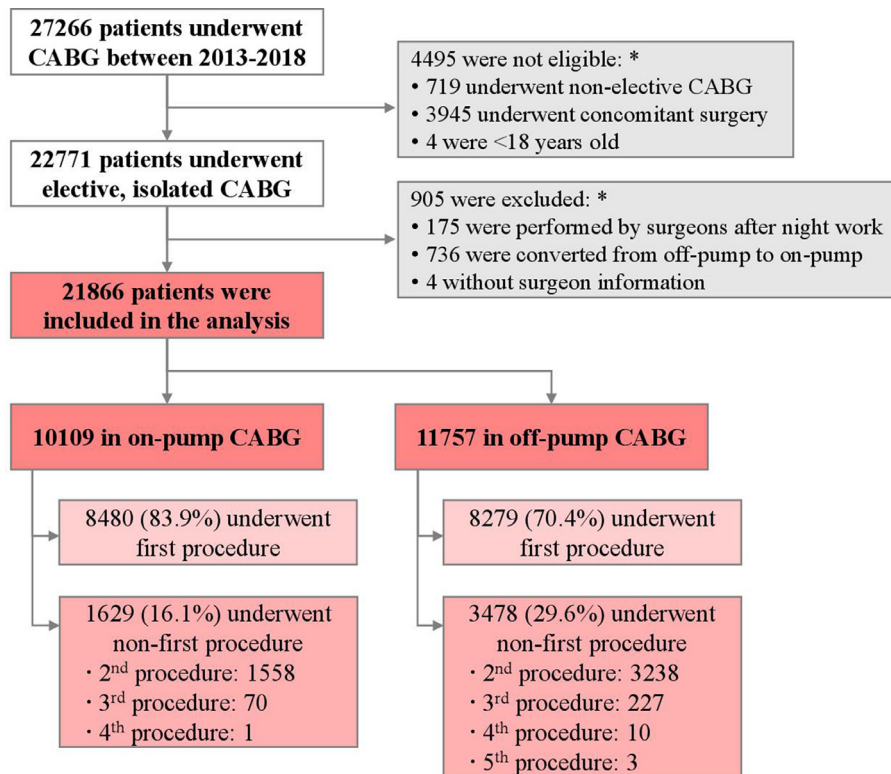 27266 patients underwent
CABG between 2013-2018
4495 were not eligible: *
• 719 underwent non-elective CABG
• 3945 underwent concomitant surgery
• 4 were <18 years old
22771 patients underwent
elective, isolated CABG
905 were excluded: *
• 175 were performed by surgeons after night work
• 736 were converted from off-pump to on-pump
• 4 without surgeon information
21866 patients were
included in the analysis
10109 in on-pump CABG
11757 in off-pump CABG
8480 (83.9%) underwent
first procedure
8279 (70.4%) underwent
first procedure
1629 (16.1%) underwent
non-first procedure
· 2nd procedure: 1558
· 3rd procedure: 70
· 4th procedure: 1
3478 (29.6%) underwent
non-first procedure
· 2nd procedure: 3238
· 3rd procedure: 227
· 4th procedure: 10
· 5th procedure: 3